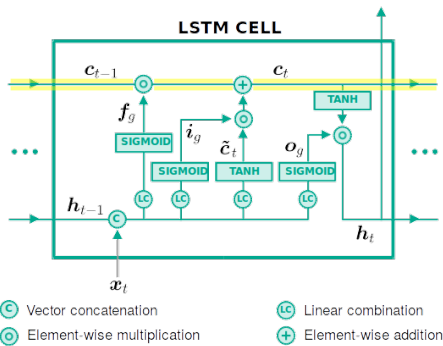 LSTM CELL
c_{t-1} c_t
TANH
f_g i_g
SIGMOID c̃_t o_g
SIGMOID TANH SIGMOID
LC LC LC LC
h_{t-1} C h_t
x_t
C Vector concatenation
LC Linear combination
Element-wise multiplication
+ Element-wise addition